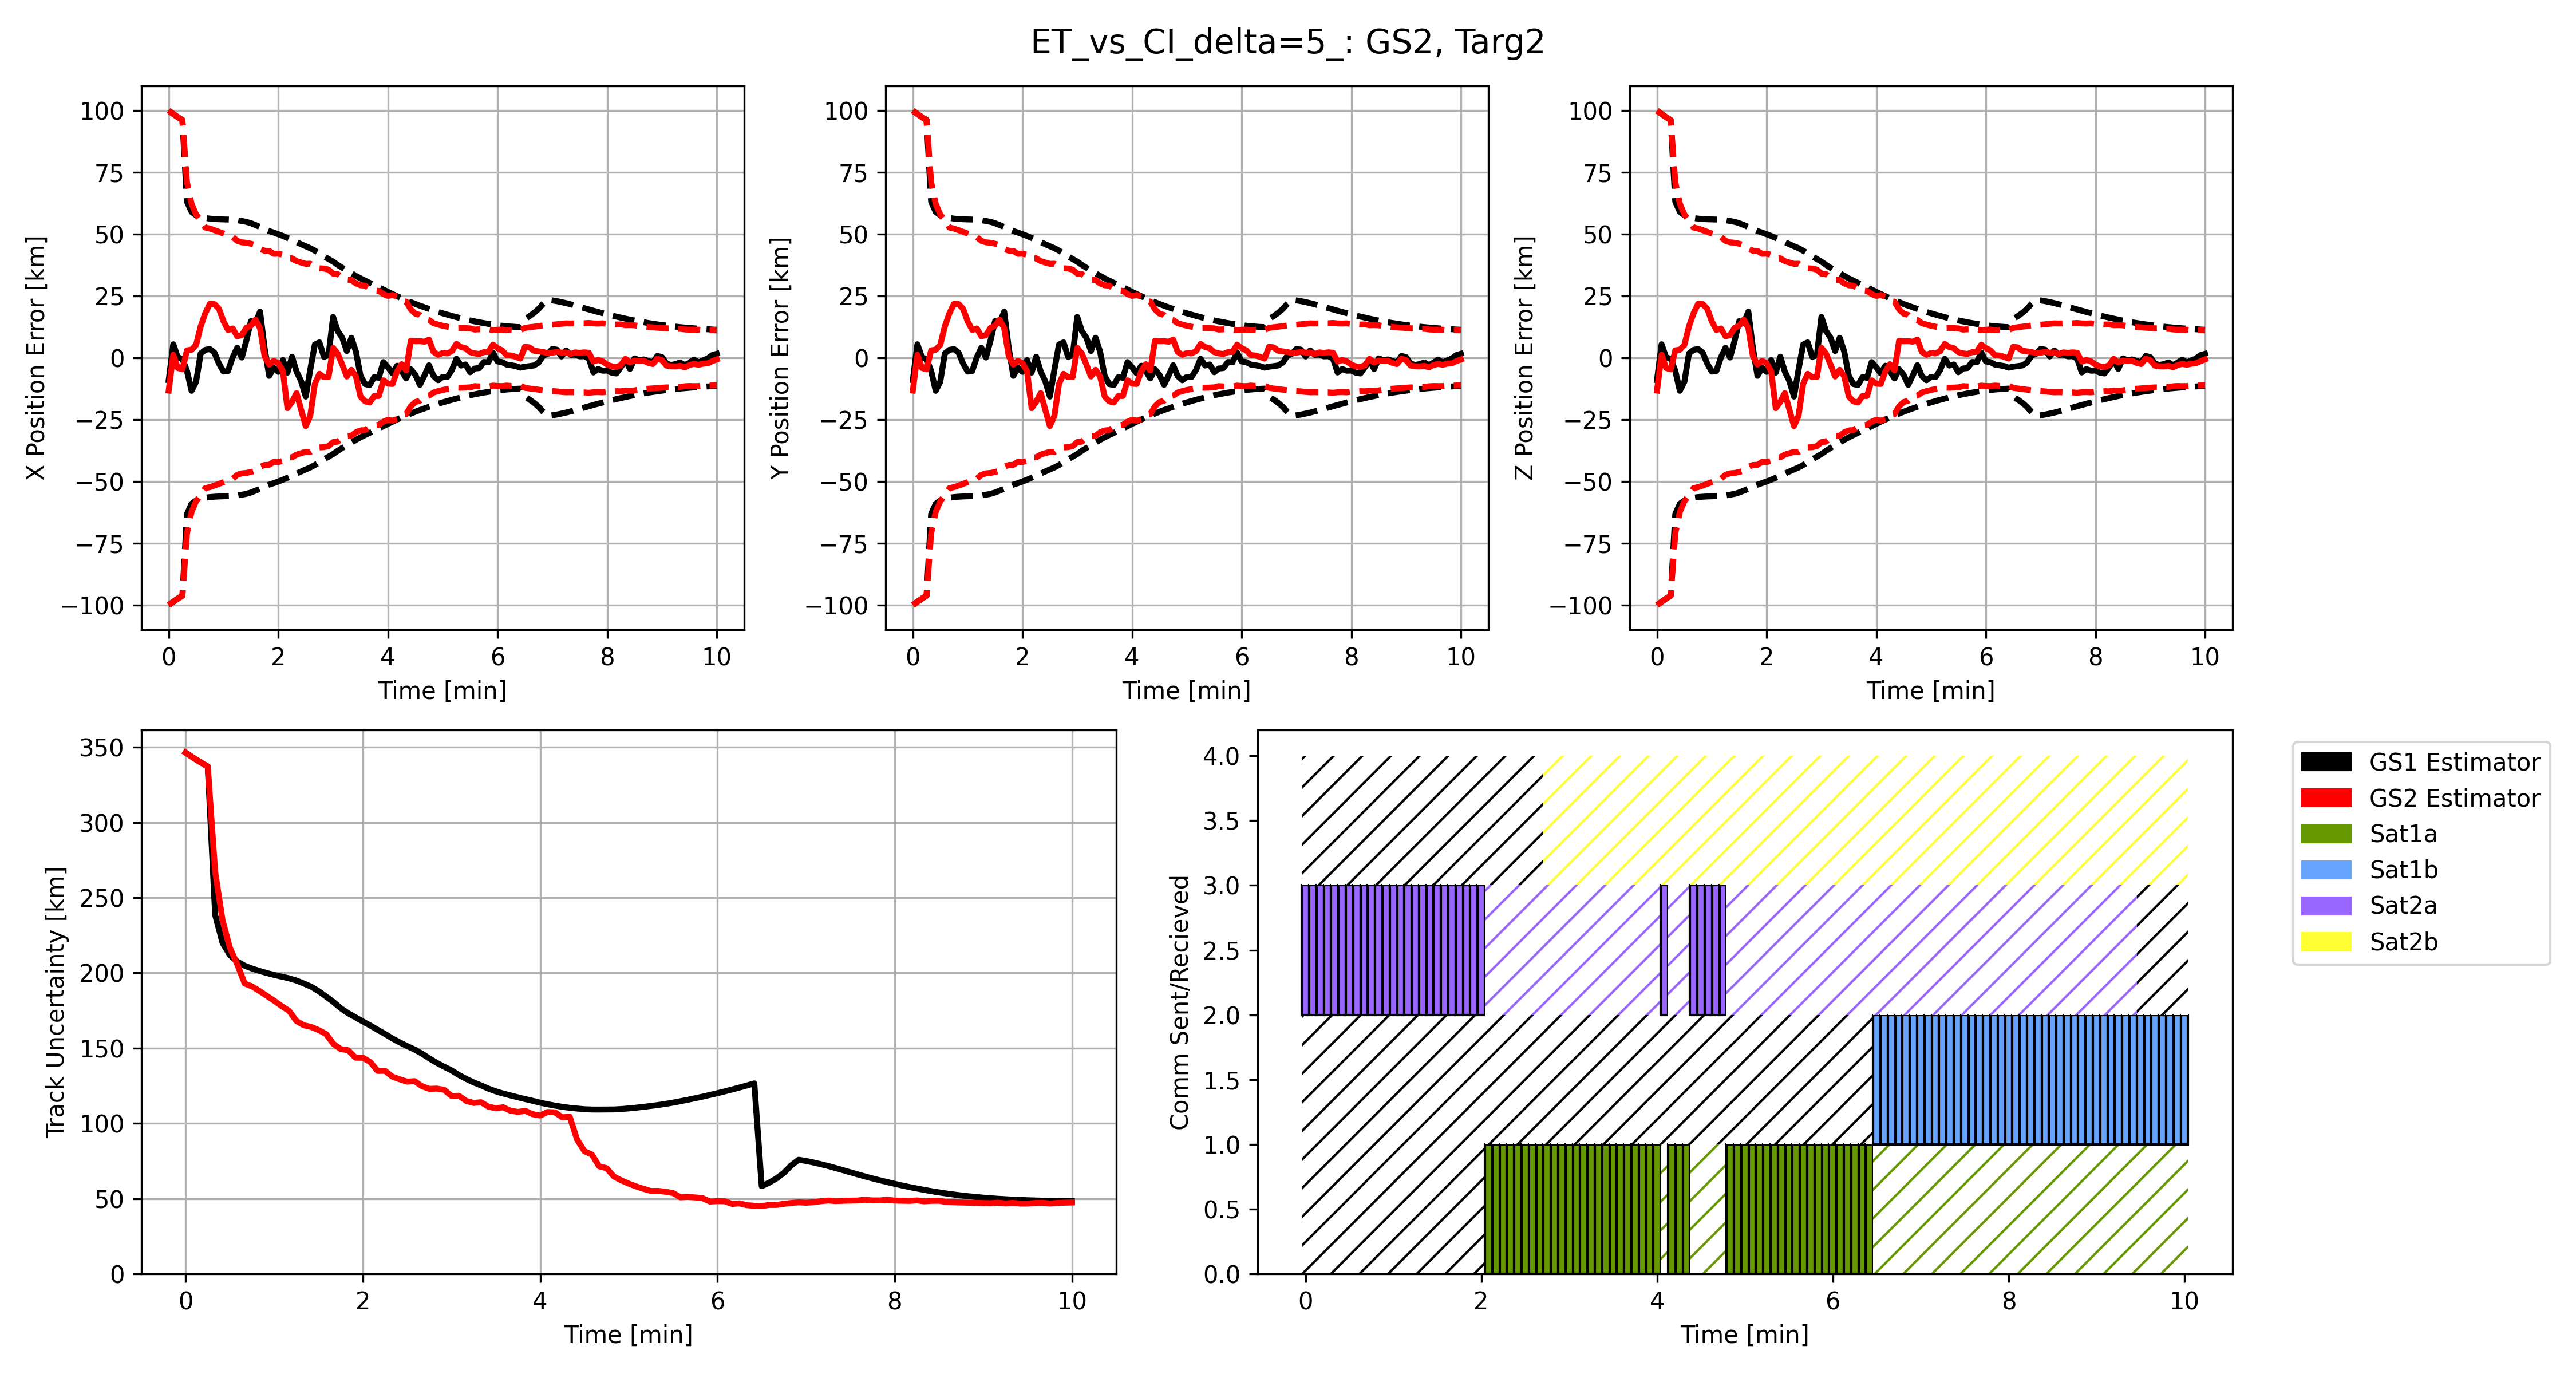 ET_vs_CI_delta=5_: GS2, Targ2
X Position Error [km]
100
75
50
25
0
−25
−50
−75
−100
0 2 4 6 8 10
Time [min]
Y Position Error [km]
100
75
50
25
0
−25
−50
−75
−100
0 2 4 6 8 10
Time [min]
Z Position Error [km]
100
75
50
25
0
−25
−50
−75
−100
0 2 4 6 8 10
Time [min]
Track Uncertainty [km]
350
300
250
200
150
100
50
0
0 2 4 6 8 10
Time [min]
Comm Sent/Recieved
4.0
3.5
3.0
2.5
2.0
1.5
1.0
0.5
0.0
0 2 4 6 8 10
Time [min]
GS1 Estimator
GS2 Estimator
Sat1a
Sat1b
Sat2a
Sat2b